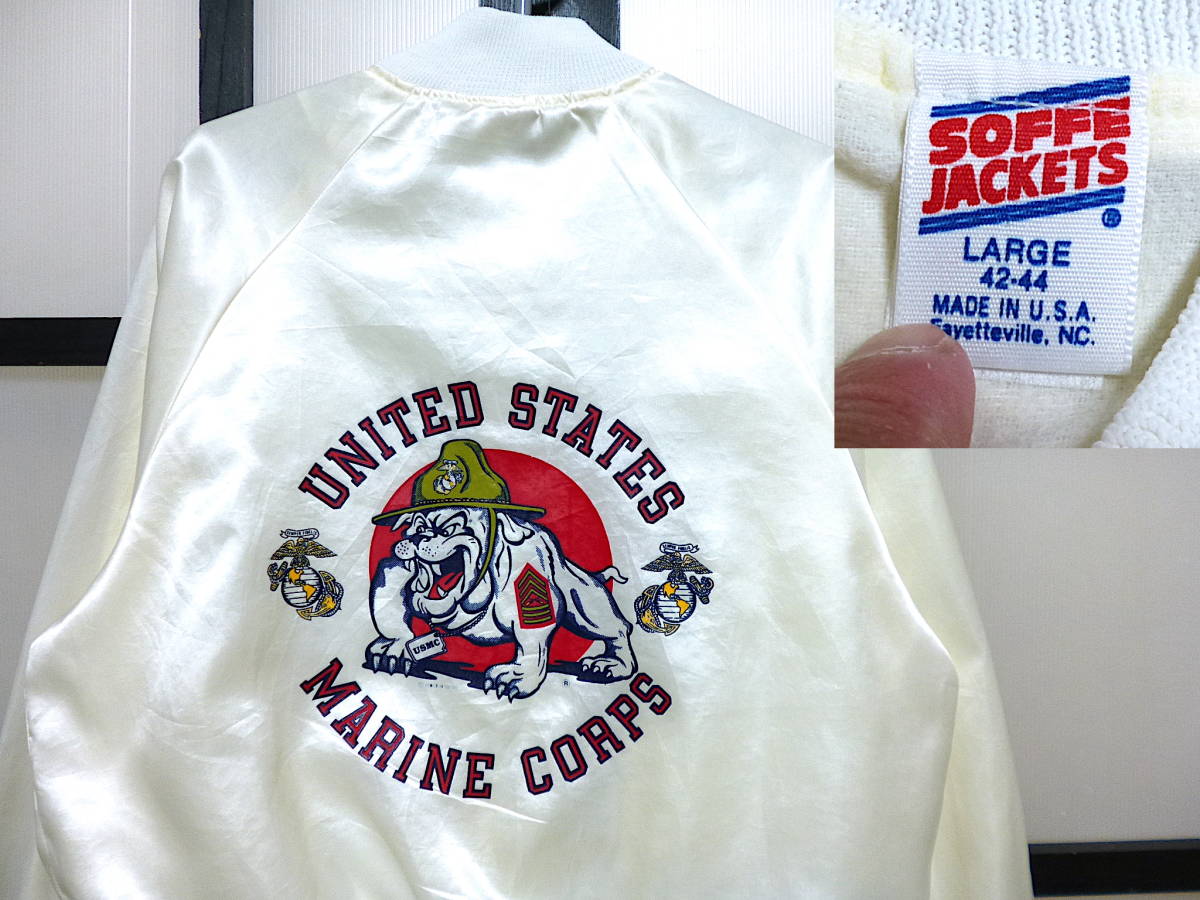 UNITED STATES
USMC
®
MARINE CORPS
SOFFE
JACKETS
®
LARGE
42-44
MADE IN U.S.A.
Fayetteville, NC.